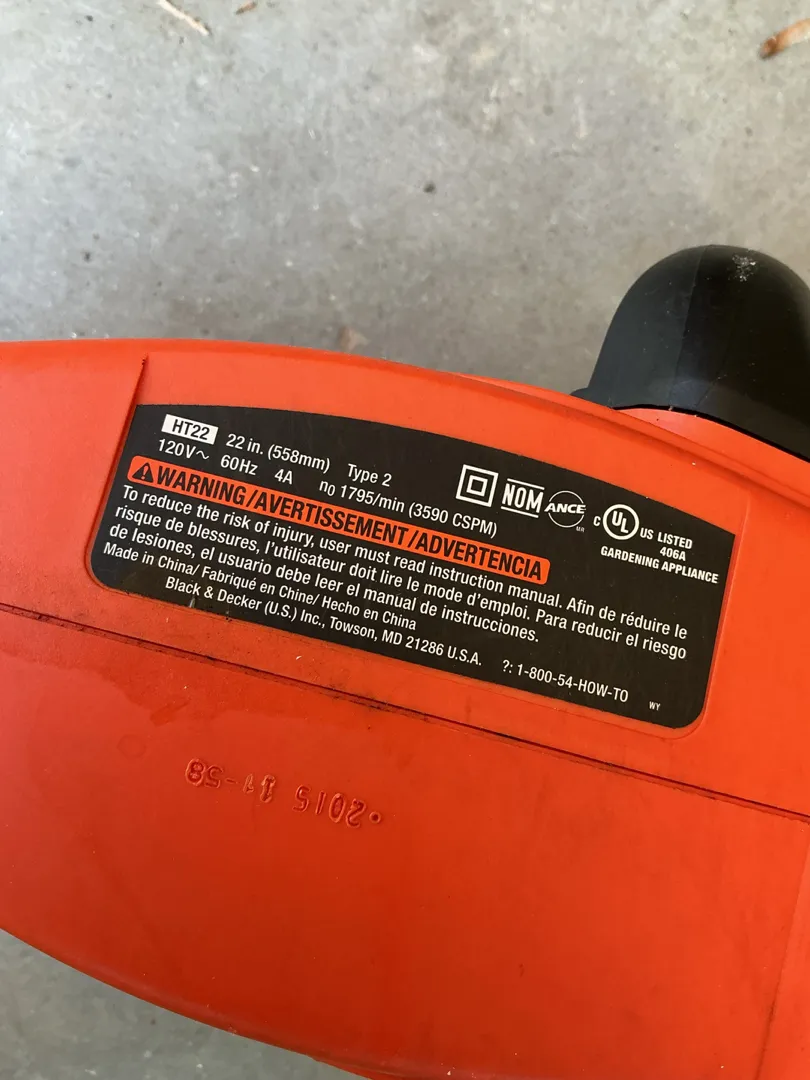 HT22 22 in. (558mm) Type 2
120V~ 60Hz 4A n0 1795/min (3590 CSPM)
NOM
ANCE
MR
C UL US LISTED
406A
GARDENING APPLIANCE
WARNING/AVERTISSEMENT/ADVERTENCIA
To reduce the risk of injury, user must read instruction manual. Afin de réduire le
risque de blessures, l'utilisateur doit lire le mode d'emploi. Para reducir el riesgo
de lesiones, el usuario debe leer el manual de instrucciones.
Made in China/ Fabriqué en Chine/ Hecho en China
Black & Decker (U.S.) Inc., Towson, MD 21286 U.S.A. ?: 1-800-54-HOW-TO
WY
2015 11-58